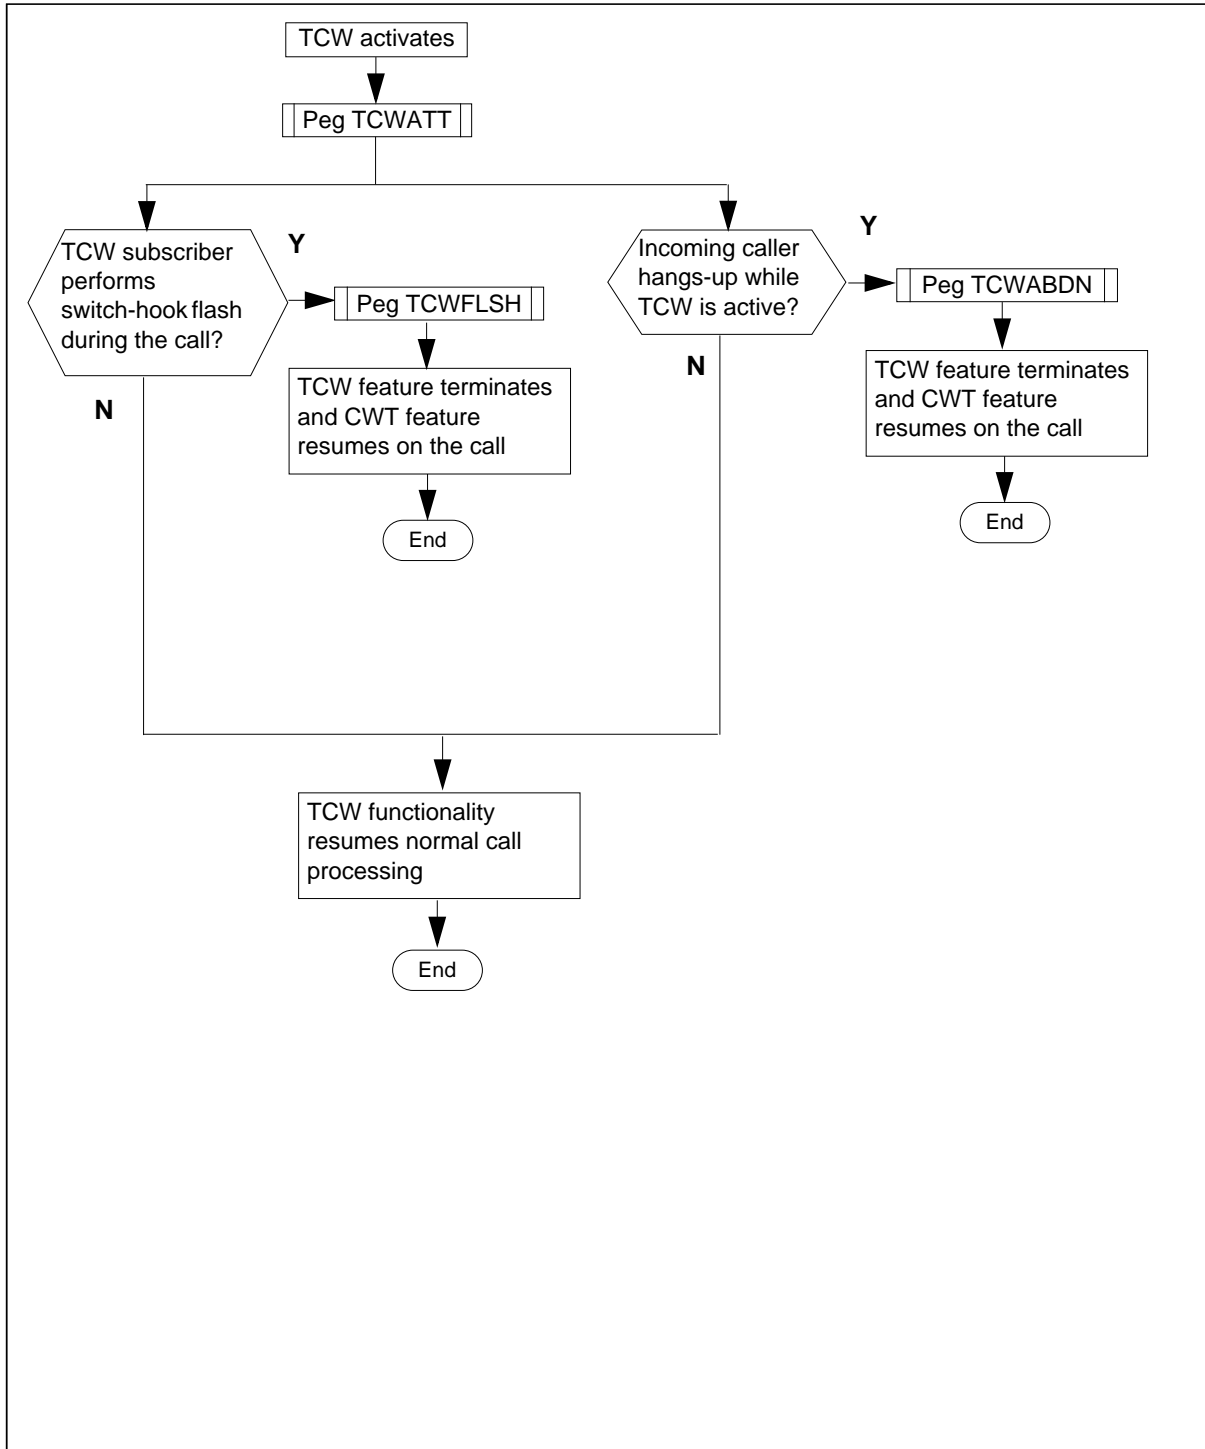 TCW activates
Peg TCWATT
TCW subscriber
performs
switch-hook flash
during the call?
Y
N
Peg TCWFLSH
TCW feature terminates
and CWT feature
resumes on the call
End
Incoming caller
hangs-up while
TCW is active?
Y
N
Peg TCWABDN
TCW feature terminates
and CWT feature
resumes on the call
End
TCW functionality
resumes normal call
processing
End